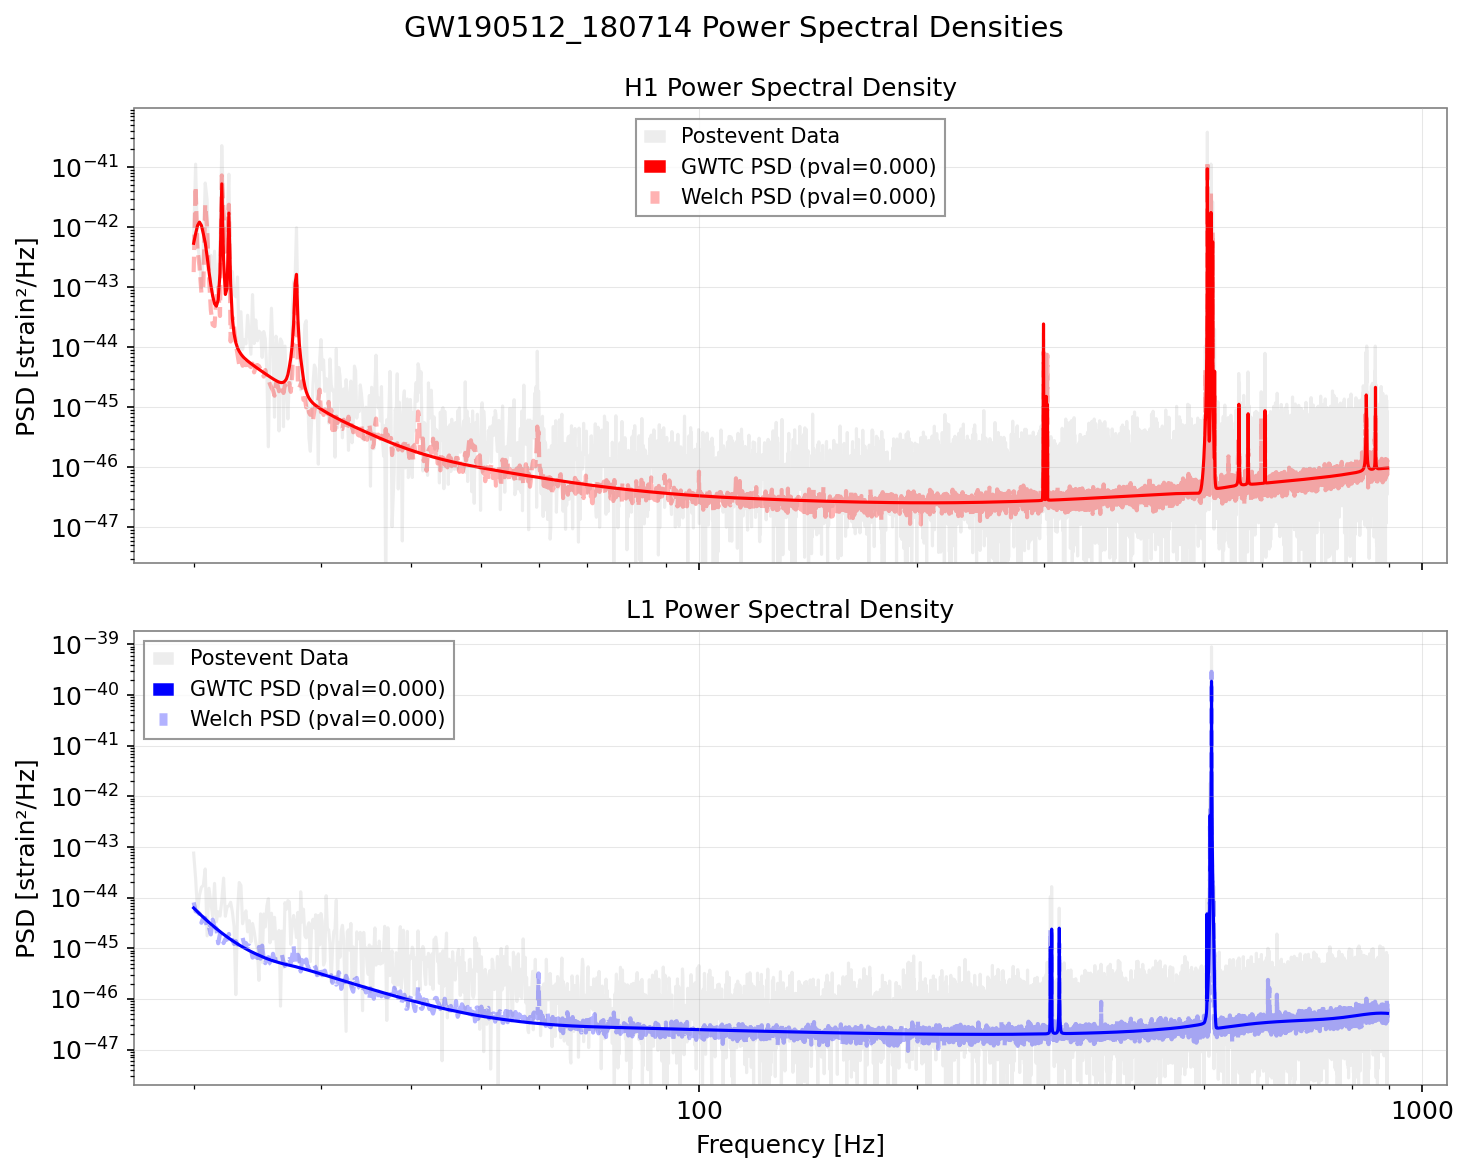 GW190512_180714 Power Spectral Densities
H1 Power Spectral Density
Postevent Data
GWTC PSD (pval=0.000)
Welch PSD (pval=0.000)
10⁻⁴¹
10⁻⁴²
10⁻⁴³
10⁻⁴⁴
10⁻⁴⁵
10⁻⁴⁶
10⁻⁴⁷
PSD [strain²/Hz]
L1 Power Spectral Density
Postevent Data
GWTC PSD (pval=0.000)
Welch PSD (pval=0.000)
10⁻³⁹
10⁻⁴⁰
10⁻⁴¹
10⁻⁴²
10⁻⁴³
10⁻⁴⁴
10⁻⁴⁵
10⁻⁴⁶
10⁻⁴⁷
PSD [strain²/Hz]
100 1000
Frequency [Hz]